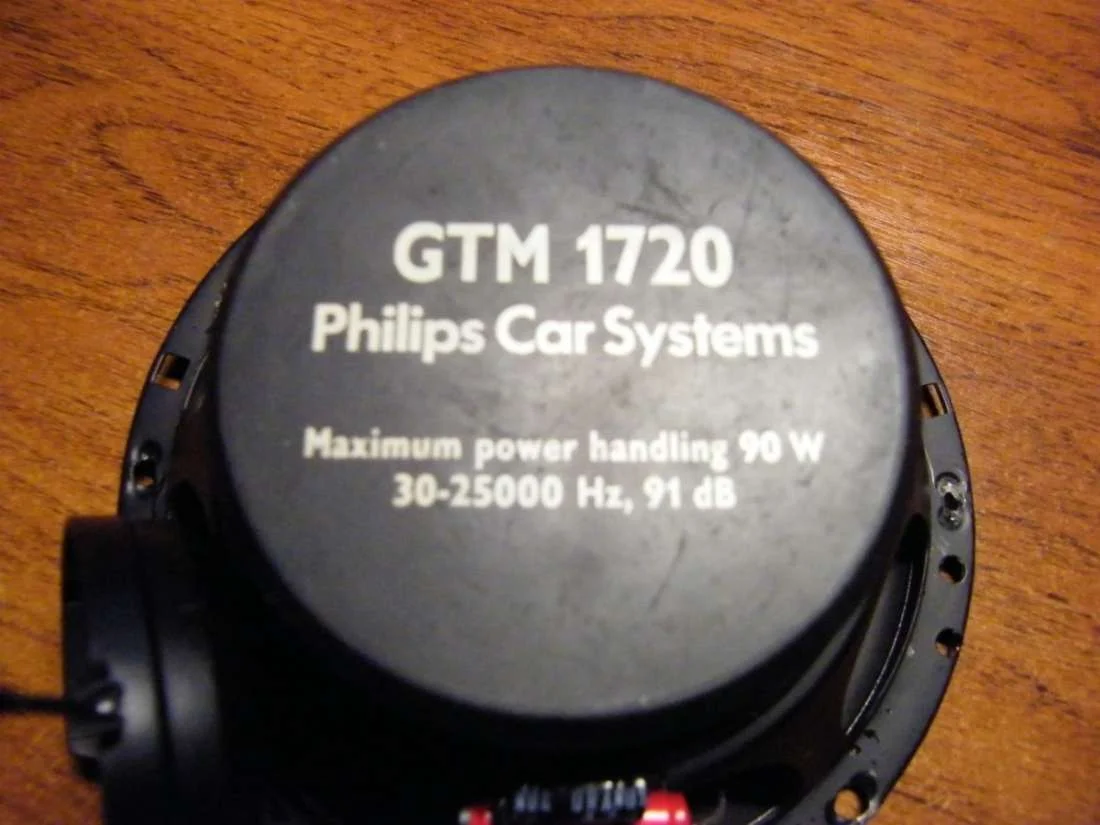 GTM 1720
Philips Car Systems
Maximum power handling 90 W
30-25000 Hz, 91 dB